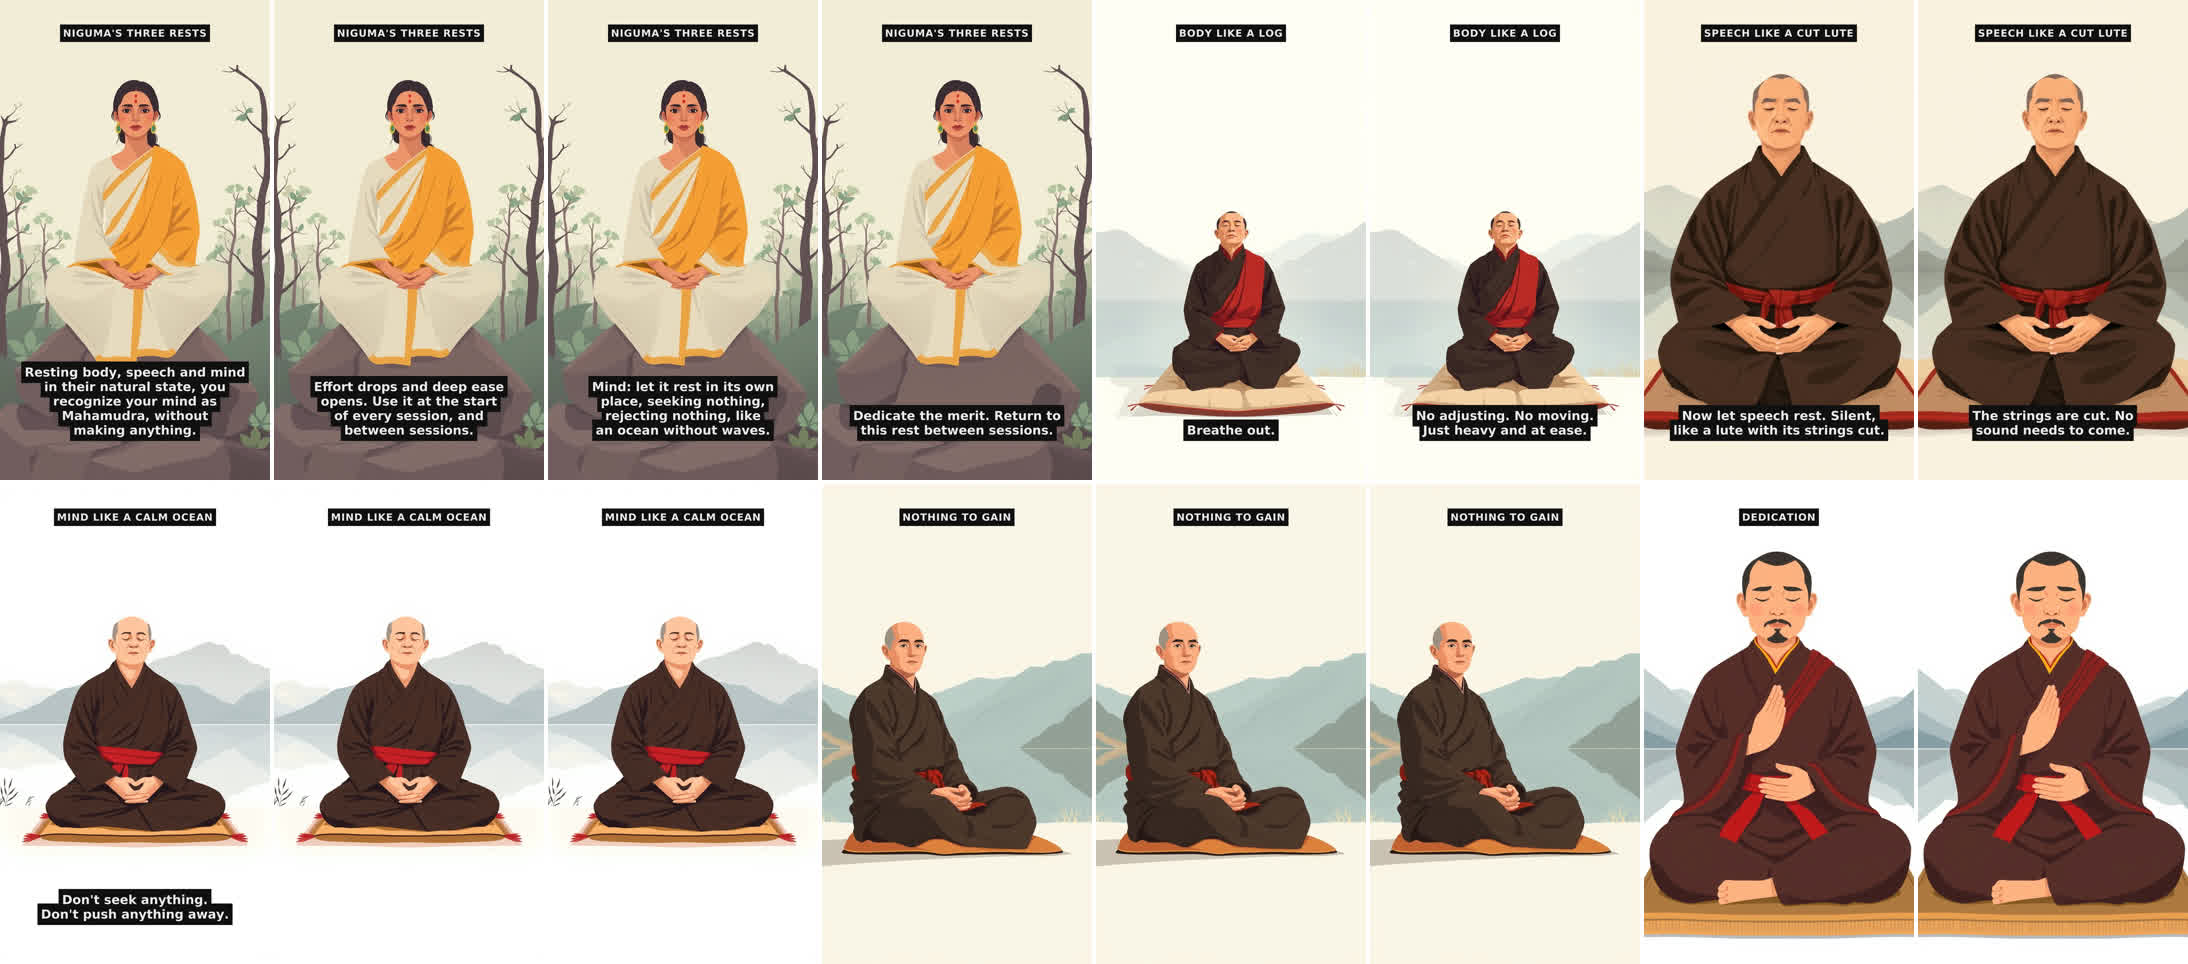 NIGUMA'S THREE RESTS
Resting body, speech and mind
in their natural state, you
recognize your mind as
Mahamudra, without
making anything.
NIGUMA'S THREE RESTS
Effort drops and deep ease
opens. Use it at the start
of every session, and
between sessions.
NIGUMA'S THREE RESTS
Mind: let it rest in its own
place, seeking nothing,
rejecting nothing, like
an ocean without waves.
NIGUMA'S THREE RESTS
Dedicate the merit. Return to
this rest between sessions.
BODY LIKE A LOG
Breathe out.
BODY LIKE A LOG
No adjusting. No moving.
Just heavy and at ease.
SPEECH LIKE A CUT LUTE
Now let speech rest. Silent,
like a lute with its strings cut.
SPEECH LIKE A CUT LUTE
The strings are cut. No
sound needs to come.
MIND LIKE A CALM OCEAN
Don't seek anything.
Don't push anything away.
MIND LIKE A CALM OCEAN
MIND LIKE A CALM OCEAN
NOTHING TO GAIN
NOTHING TO GAIN
NOTHING TO GAIN
DEDICATION